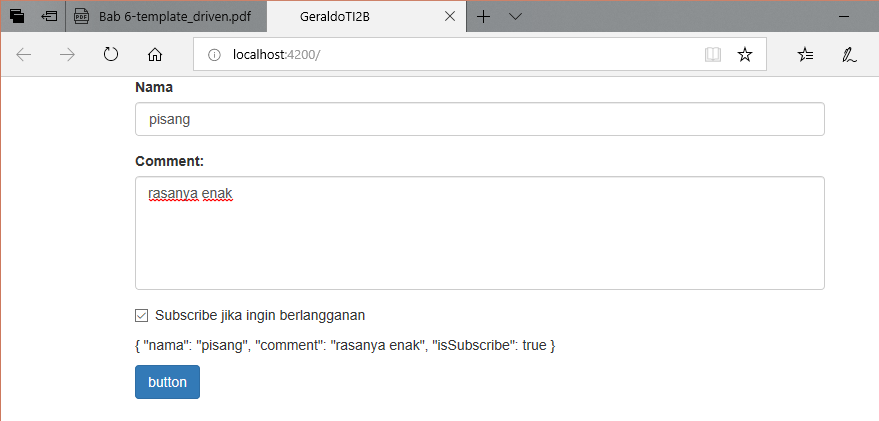 Bab 6-template_driven.pdf
GeraldoTI2B
localhost:4200/
Nama
pisang
Comment:
rasanya enak
Subscribe jika ingin berlangganan
{ "nama": "pisang", "comment": "rasanya enak", "isSubscribe": true }
button